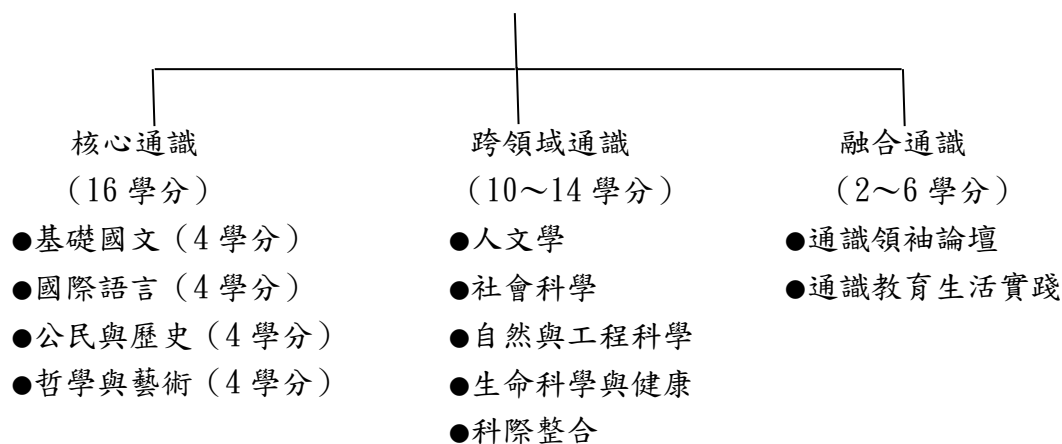 核心通識
（16 學分）
●基礎國文（4 學分）
●國際語言（4 學分）
●公民與歷史（4 學分）
●哲學與藝術（4 學分）
跨領域通識
（10～14 學分）
●人文學
●社會科學
●自然與工程科學
●生命科學與健康
●科際整合
融合通識
（2～6 學分）
●通識領袖論壇
●通識教育生活實踐